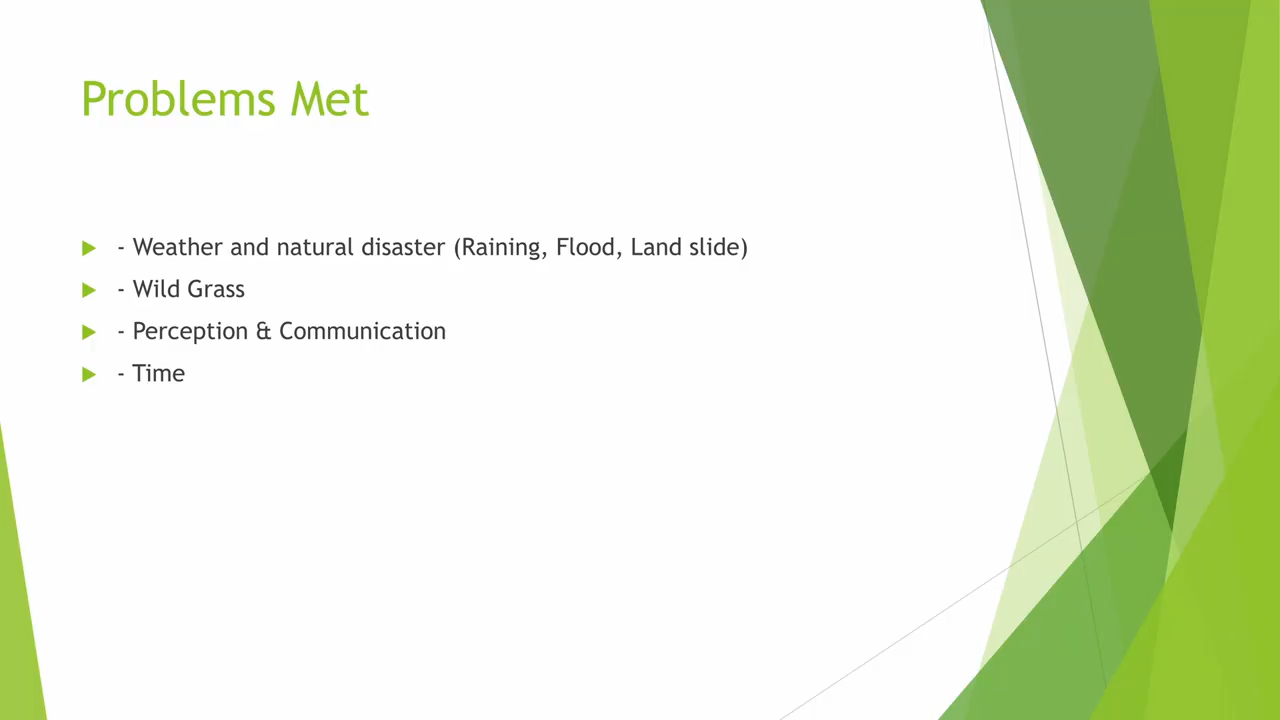 Problems Met
- Weather and natural disaster (Raining, Flood, Land slide)
- Wild Grass
- Perception & Communication
- Time